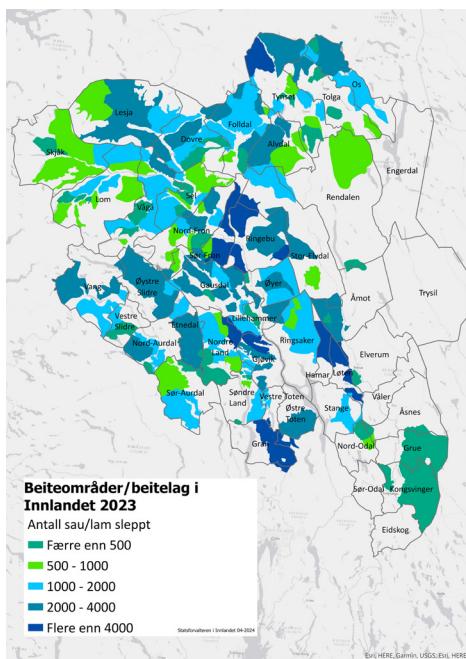 Os
Tynset
Tolga
Lesja
Folldal
Dovre
Alvdal
Engerdal
Skjåk
Rendalen
Lom
Sel
Vågå
Nord-Fron
Ringebu
Sør-Fron
Stor-Elvdal
Trysil
Vang
Øystre
Slidre
Gausdal
Øyer
Åmot
Vestre
Slidre
Etnedal
Lillehammer
Nord-Aurdal
Nordre
Land
Gjøvik
Ringsaker
Elverum
Hamar
Løten
Sør-Aurdal
Søndre
Land
Vestre Toten
Østre
Toten
Stange
Våler
Åsnes
Gran
Nord-Odal
Grue
Sør-Odal
Kongsvinger
Eidskog
Beiteområder/beitelag i
Innlandet 2023
Antall sau/lam sleppt
Færre enn 500
500 - 1000
1000 - 2000
2000 - 4000
Flere enn 4000
Statsforvalteren i Innlandet 04-2024
Esri, HERE, Garmin, USGS; Esri, HERE